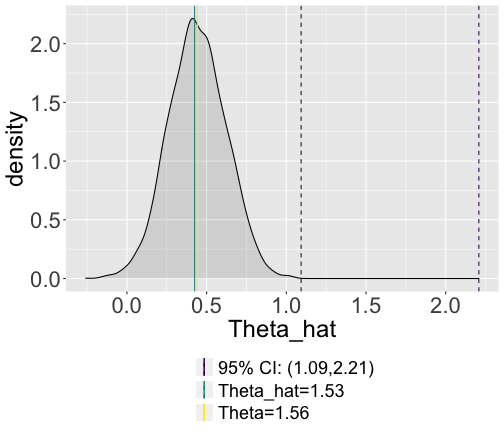 density
2.0
1.5
1.0
0.5
0.0
0.0 0.5 1.0 1.5 2.0
Theta_hat
95% CI: (1.09,2.21)
Theta_hat=1.53
Theta=1.56